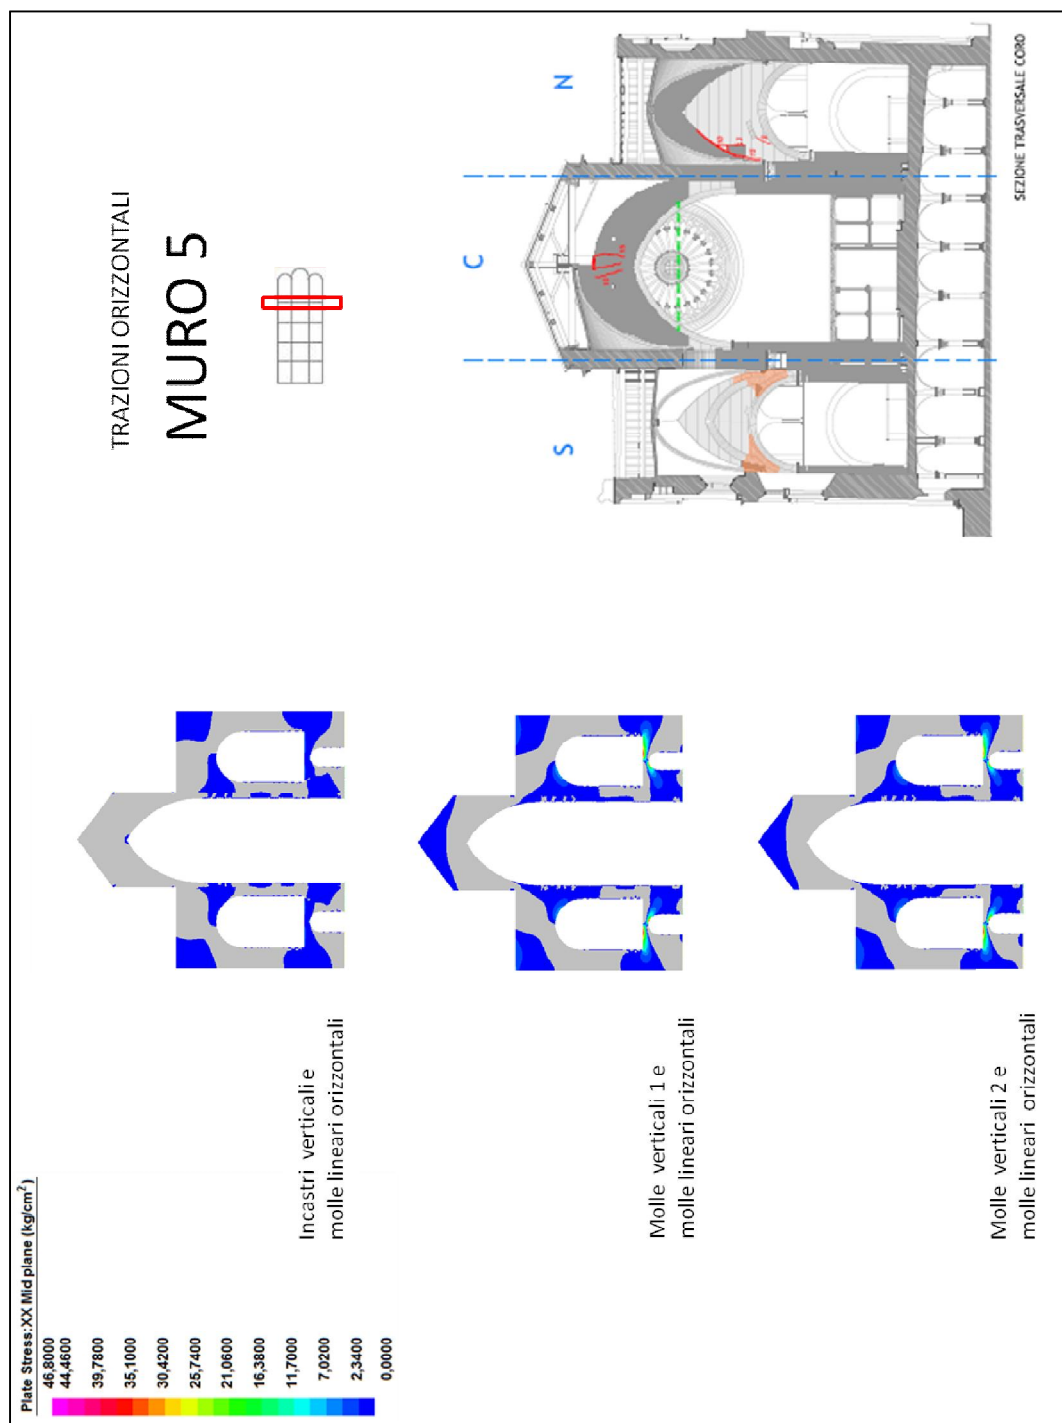 TRAZIONI ORIZZONTALI
MURO 5
Plate Stress:XX Mid plane (kg/cm²)
46,8000
44,4600
39,7800
35,1000
30,4200
25,7400
21,0600
16,3800
11,7000
7,0200
2,3400
0,0000
Incastri verticali e
molle lineari orizzontali
Molle verticali 1 e
molle lineari orizzontali
Molle verticali 2 e
molle lineari orizzontali
S
C
N
SEZIONE TRASVERSALE CORO